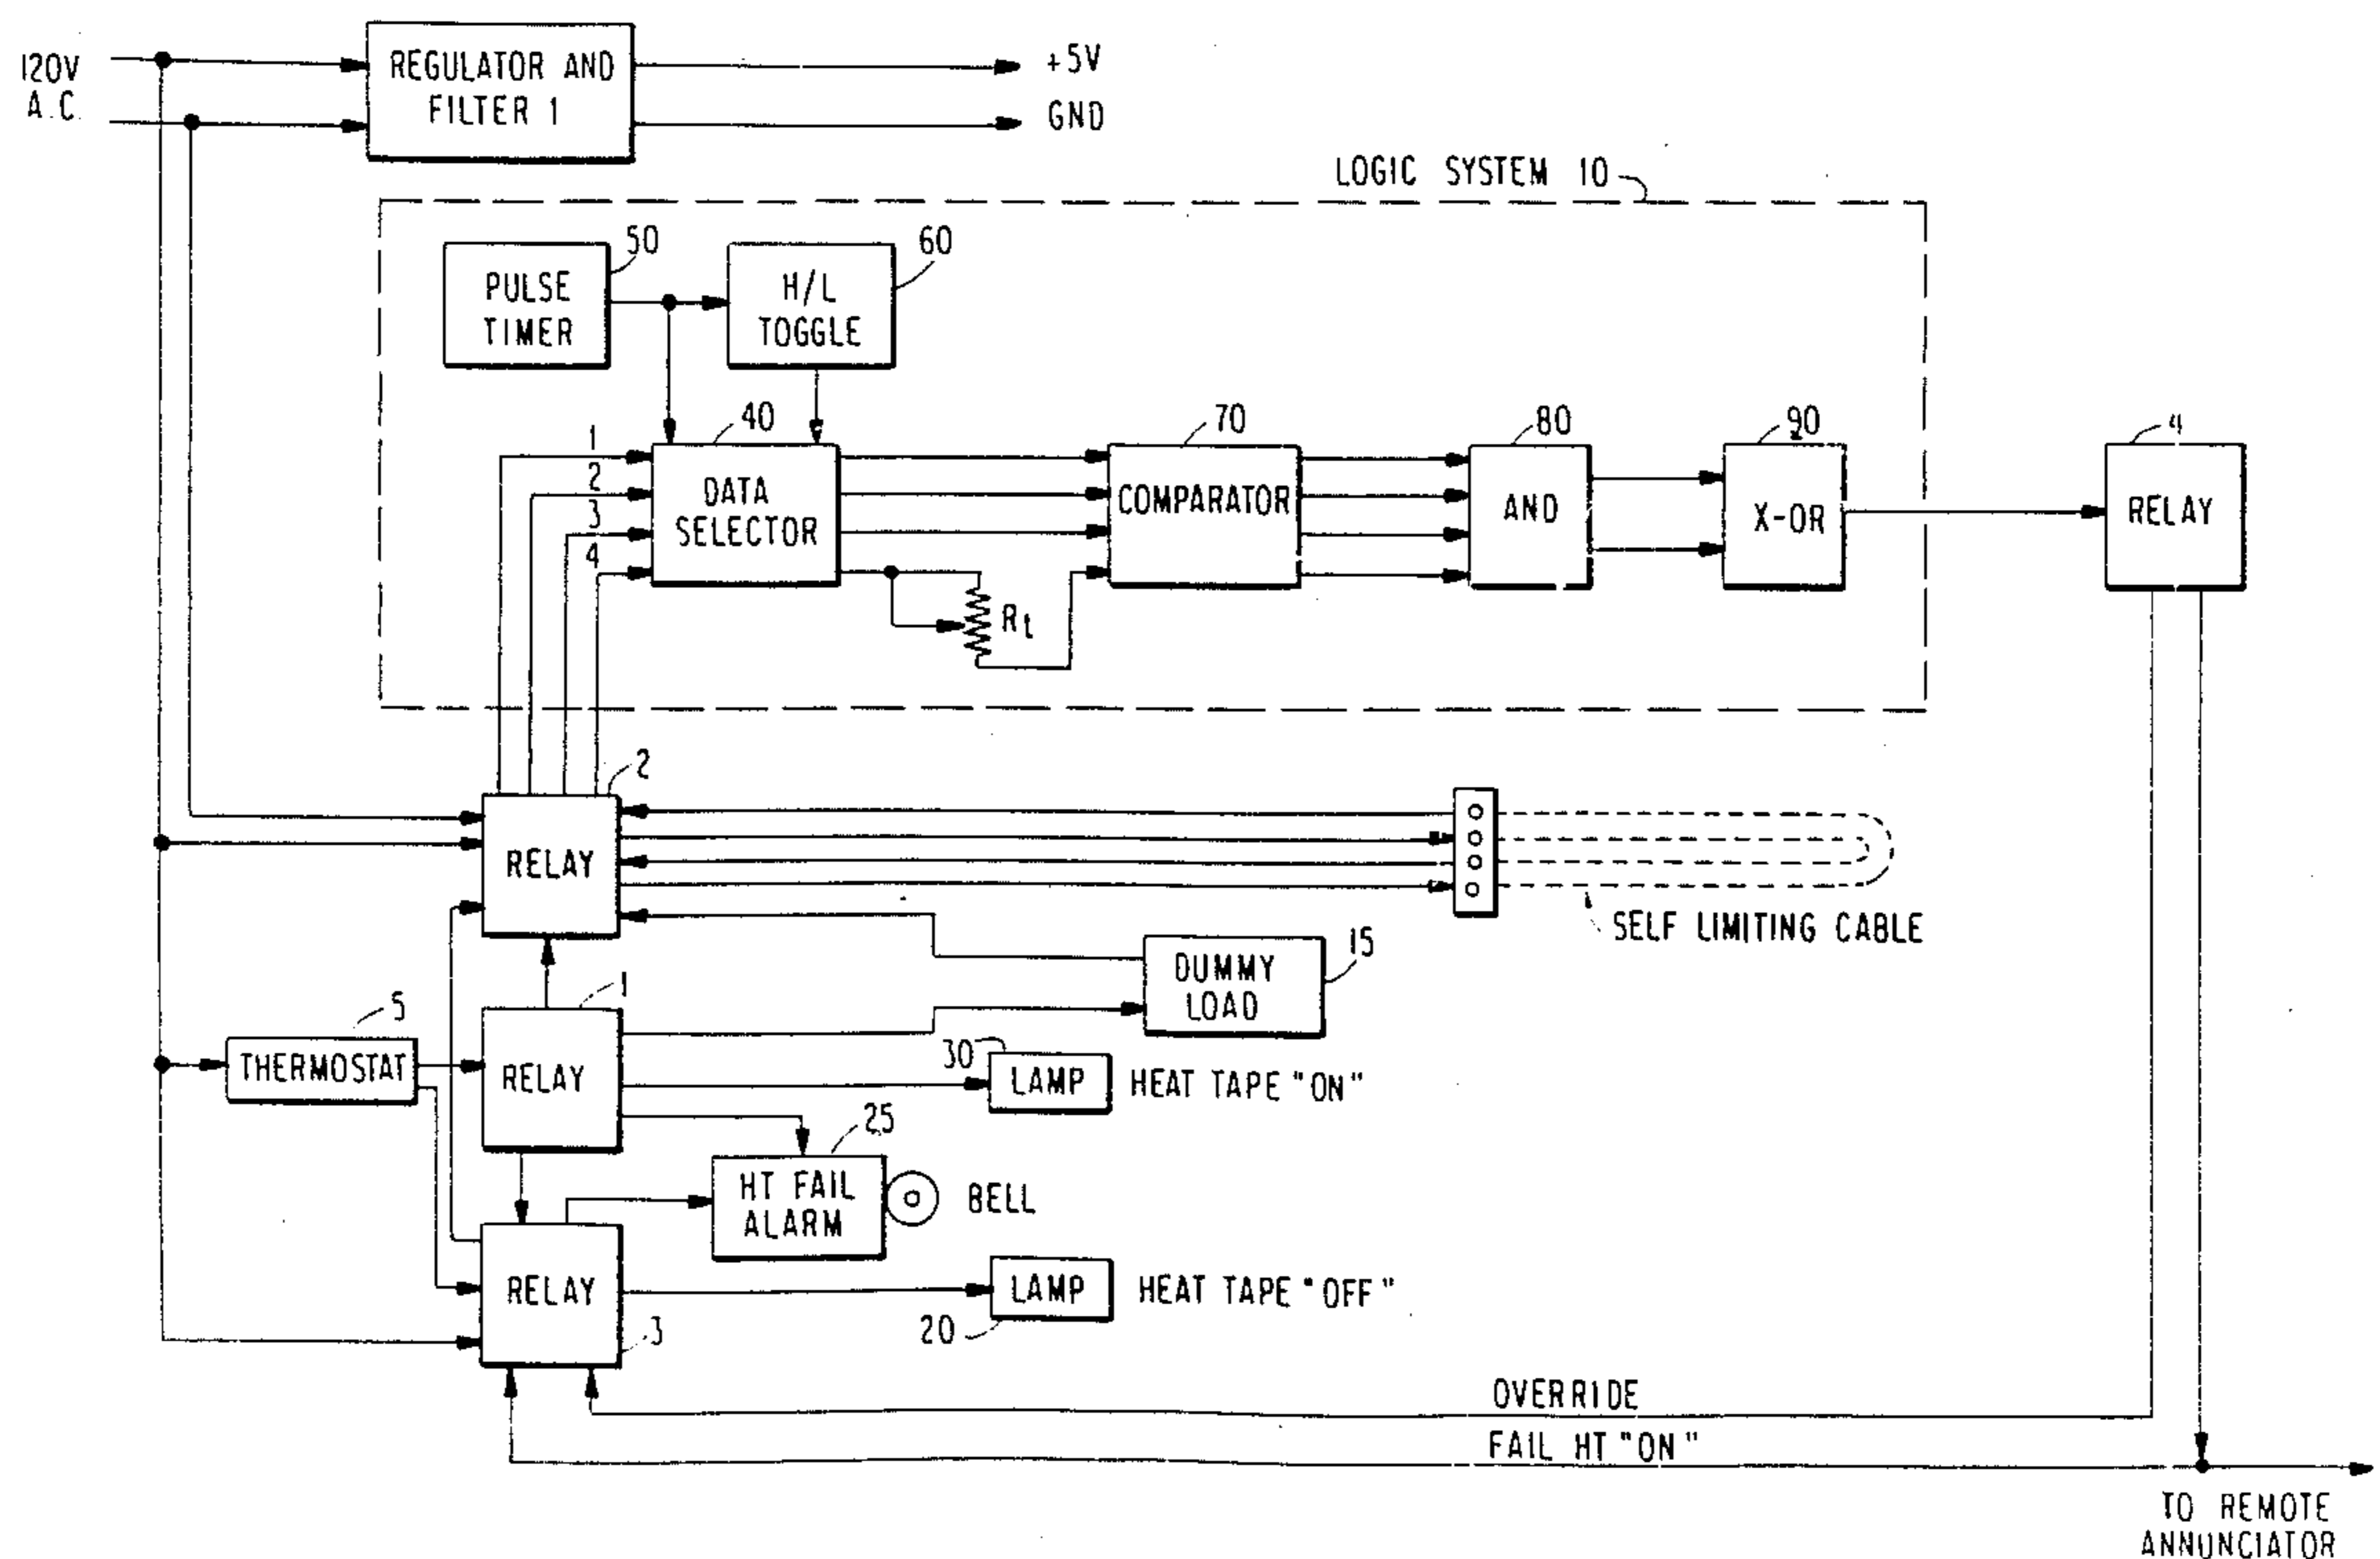 120V
A.C.
REGULATOR AND
FILTER 1
+5V
GND
LOGIC SYSTEM 10
50
PULSE
TIMER
60
H/L
TOGGLE
1
2
3
4
40
DATA
SELECTOR
Rt
70
COMPARATOR
80
AND
90
X-OR
4
RELAY
2
RELAY
SELF LIMITING CABLE
DUMMY
LOAD
15
5
THERMOSTAT
1
RELAY
30
LAMP
HEAT TAPE "ON"
25
HT FAIL
ALARM
BELL
RELAY
3
LAMP
20
HEAT TAPE "OFF"
OVERRIDE
FAIL HT "ON"
TO REMOTE
ANNUNCIATOR